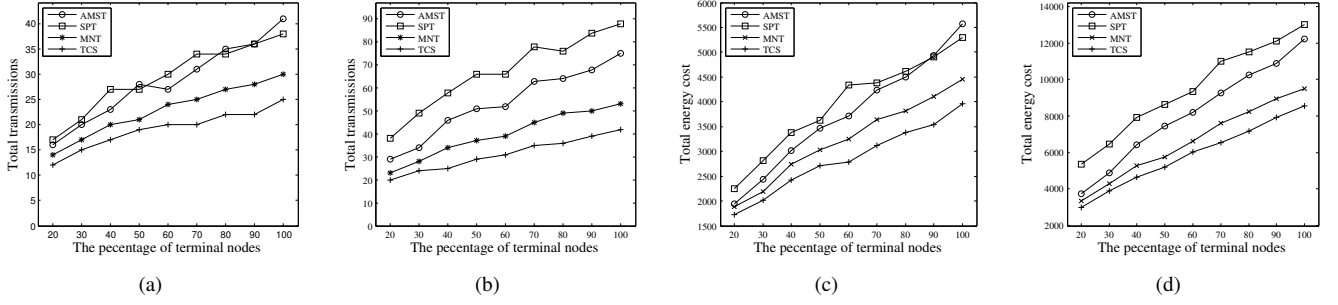 40
35
30
25
20
15
10
5
0
Total transmissions
AMST
SPT
MNT
TCS
20 30 40 50 60 70 80 90 100
The pecentage of terminal nodes
(a)
90
80
70
60
50
40
30
20
10
0
Total transmissions
AMST
SPT
MNT
TCS
20 30 40 50 60 70 80 90 100
The pecentage of terminal nodes
(b)
6000
5500
5000
4500
4000
3500
3000
2500
2000
1500
Total energy cost
AMST
SPT
MNT
TCS
20 30 40 50 60 70 80 90 100
The pecentage of terminal nodes
(c)
14000
12000
10000
8000
6000
4000
2000
Total energy cost
AMST
SPT
MNT
TCS
20 30 40 50 60 70 80 90 100
The pecentage of terminal nodes
(d)